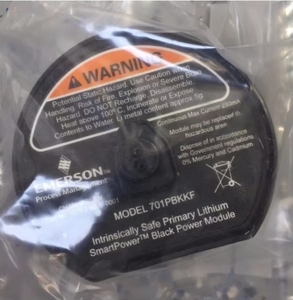 WARNING
Potential Static Hazard. Use Caution when
Handling. Risk of Fire, Explosion or Severe Burn
Hazard. DO NOT Recharge, Disassemble,
Heat above 100°C, Incinerate or Expose
Contents to Water. Li metal content approx 5g
Continuous Max Current
Module may be replaced in
hazardous area
Dispose of in accordance
with Government regulations
0% Mercury and Cadmium
EMERSON
Process Management
MODEL 701PBKKF
Intrinsically Safe Primary Lithium
SmartPower™ Black Power Module